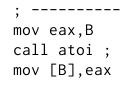 ; ----------
mov eax,B
call atoi ;
mov [B],eax